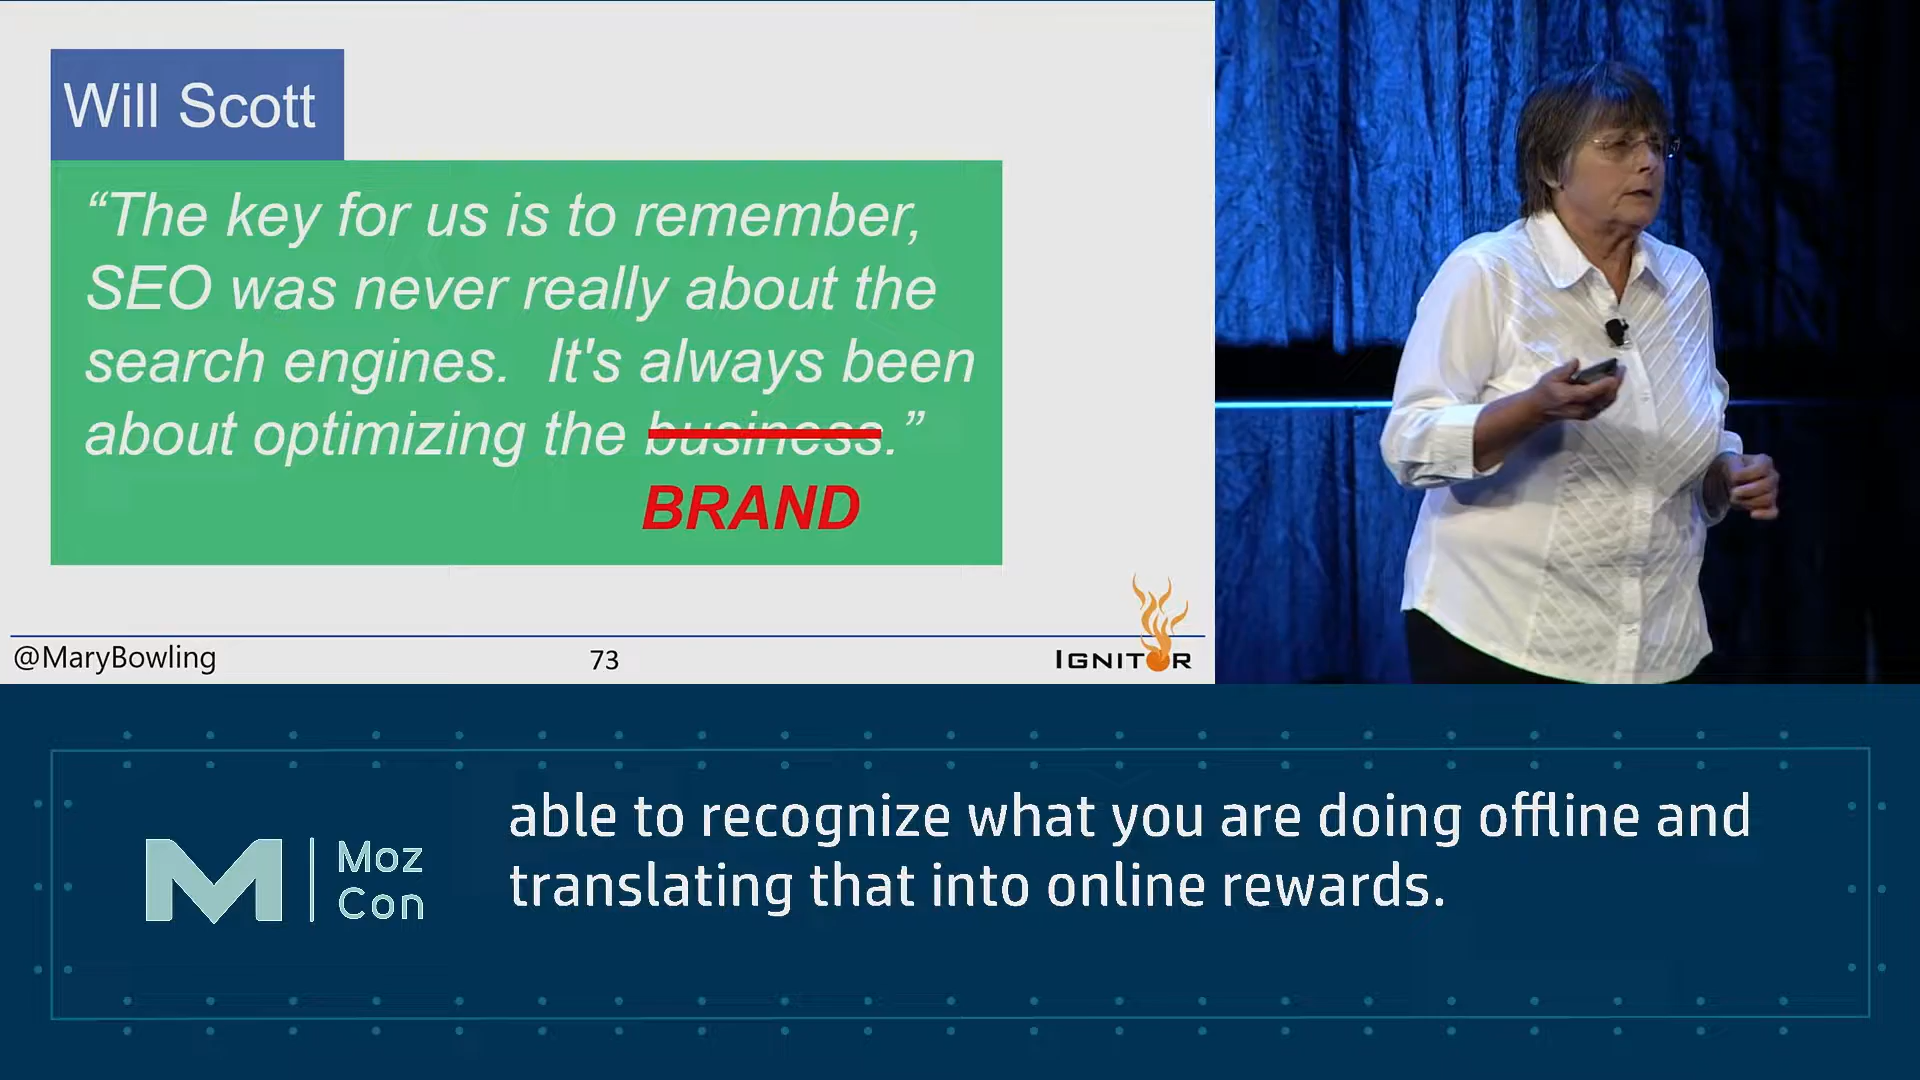 Will Scott
“The key for us is to remember,
SEO was never really about the
search engines. It's always been
about optimizing the business.”
BRAND
@MaryBowling
73
IGNITOR
Moz
Con
able to recognize what you are doing offline and
translating that into online rewards.